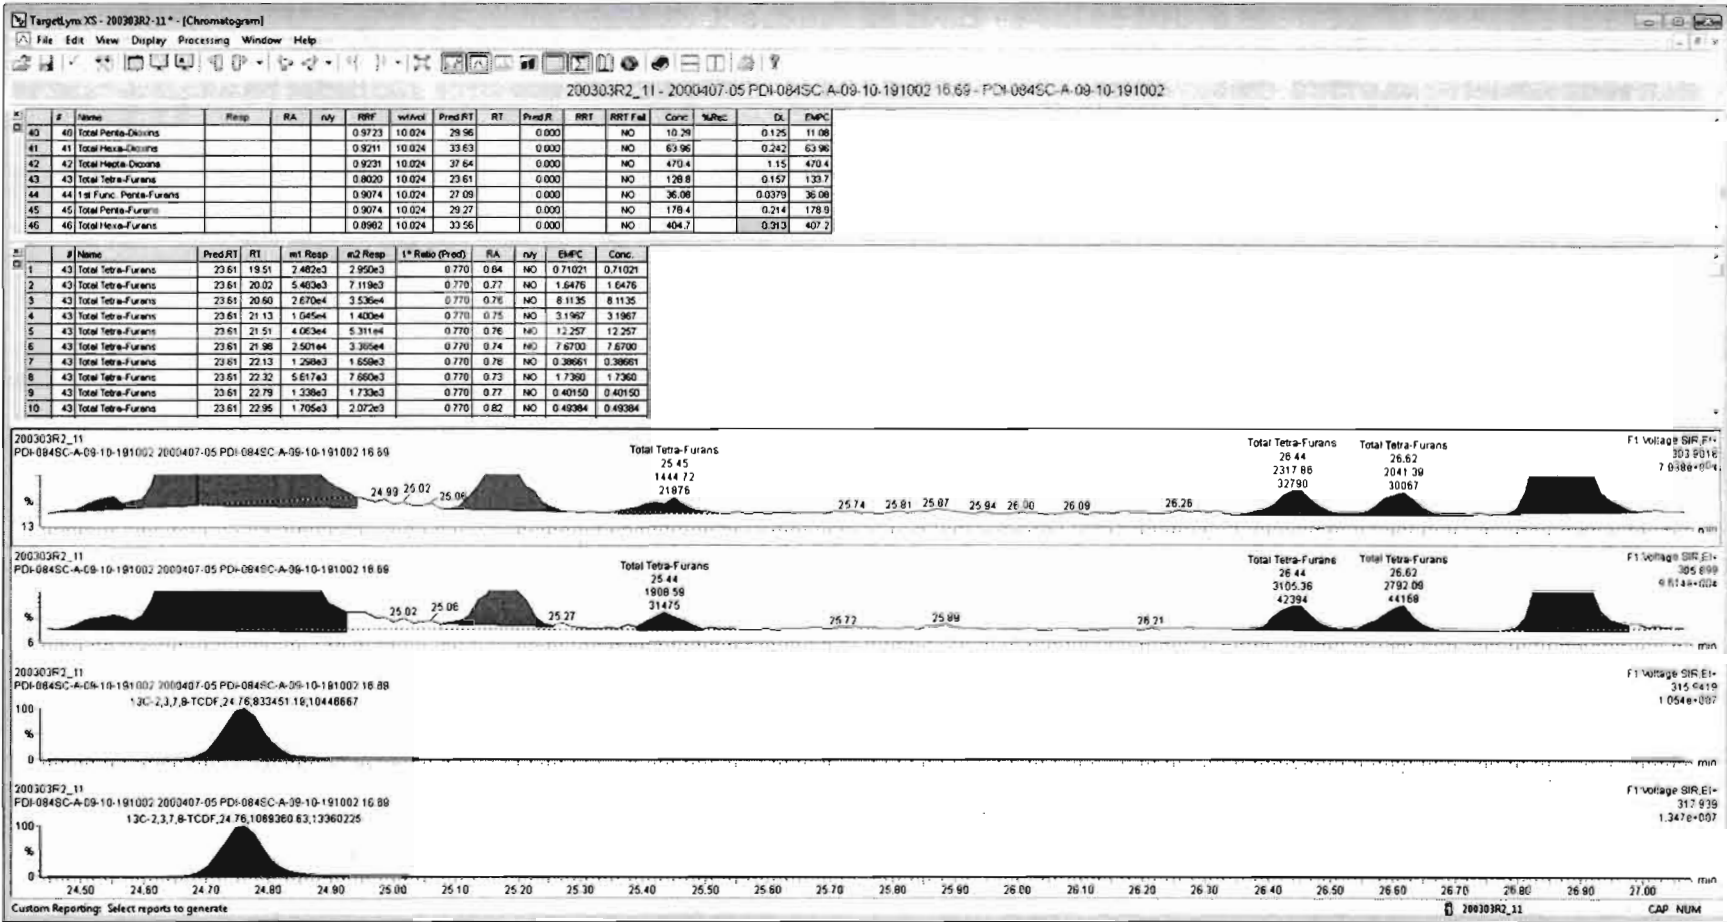 TargetLynx XS - 200303R2-11 * - [Chromatogram]
File Edit View Display Processing Window Help
200303R2_11 - 2000407-05 PDI-084SC-A-09-10-191002 16.69 - PDI-084SC-A-09-10-191002
# Name Resp RA n/y RRF wt/vol Pred.RT RT Pred.R RRT RRT Fail Conc %Rec DL EMPC
40 40 Total Penta-Dioxins 0.9723 10.024 29.96 0.000 NO 10.29 0.125 11.08
41 41 Total Hexa-Dioxins 0.9211 10.024 33.63 0.000 NO 63.96 0.242 63.96
42 42 Total Hepta-Dioxins 0.9231 10.024 37.64 0.000 NO 470.4 1.15 470.4
43 43 Total Tetra-Furans 0.8020 10.024 23.61 0.000 NO 128.8 0.157 133.7
44 44 1st Func. Penta-Furans 0.9074 10.024 27.09 0.000 NO 36.08 0.0379 36.08
45 45 Total Penta-Furans 0.9074 10.024 29.27 0.000 NO 178.4 0.214 178.9
46 46 Total Hexa-Furans 0.8982 10.024 33.56 0.000 NO 404.7 0.313 407.2
# Name Pred.RT RT m1 Resp m2 Resp 1° Ratio (Pred) RA n/y EMPC Conc.
1 43 Total Tetra-Furans 23.61 19.51 2.482e3 2.950e3 0.770 0.84 NO 0.71021 0.71021
2 43 Total Tetra-Furans 23.61 20.02 5.483e3 7.119e3 0.770 0.77 NO 1.6476 1.6476
3 43 Total Tetra-Furans 23.61 20.60 2.670e4 3.536e4 0.770 0.76 NO 8.1135 8.1135
4 43 Total Tetra-Furans 23.61 21.13 1.045e4 1.400e4 0.770 0.75 NO 3.1967 3.1967
5 43 Total Tetra-Furans 23.61 21.51 4.063e4 5.311e4 0.770 0.76 NO 12.257 12.257
6 43 Total Tetra-Furans 23.61 21.98 2.501e4 3.365e4 0.770 0.74 NO 7.6700 7.6700
7 43 Total Tetra-Furans 23.61 22.13 1.298e3 1.659e3 0.770 0.78 NO 0.38661 0.38661
8 43 Total Tetra-Furans 23.61 22.32 5.617e3 7.660e3 0.770 0.73 NO 1.7360 1.7360
9 43 Total Tetra-Furans 23.61 22.79 1.338e3 1.733e3 0.770 0.77 NO 0.40150 0.40150
10 43 Total Tetra-Furans 23.61 22.95 1.705e3 2.072e3 0.770 0.82 NO 0.49384 0.49384
200303R2_11
PDI-084SC-A-09-10-191002 2000407-05 PDI-084SC-A-09-10-191002 16.69
F1 Voltage SIR,EI+
303.9016
Total Tetra-Furans
25.45
1444.72
21876
Total Tetra-Furans
26.44
2317.86
32790
Total Tetra-Furans
26.62
2041.39
30067
24.99 25.02 25.06 25.74 25.81 25.87 25.94 26.00 26.09 26.26
%
13
min
200303R2_11
PDI-084SC-A-09-10-191002 2000407-05 PDI-084SC-A-09-10-191002 16.69
F1 Voltage SIR,EI+
305.899
Total Tetra-Furans
25.44
1908.59
31475
Total Tetra-Furans
26.44
3105.36
42394
Total Tetra-Furans
26.62
2792.09
44168
25.02 25.06 25.27 25.72 25.89 26.21
%
6
min
200303R2_11
PDI-084SC-A-09-10-191002 2000407-05 PDI-084SC-A-09-10-191002 16.69
F1 Voltage SIR,EI+
315.9419
1.054e+007
13C-2,3,7,8-TCDF,24.76,833451.19,10448667
100
%
0
min
200303R2_11
PDI-084SC-A-09-10-191002 2000407-05 PDI-084SC-A-09-10-191002 16.69
F1 Voltage SIR,EI+
317.939
1.347e+007
13C-2,3,7,8-TCDF,24.76,1069360.63,13360225
100
%
0
min
24.50 24.60 24.70 24.80 24.90 25.00 25.10 25.20 25.30 25.40 25.50 25.60 25.70 25.80 25.90 26.00 26.10 26.20 26.30 26.40 26.50 26.60 26.70 26.80 26.90 27.00
Custom Reporting: Select reports to generate
200303R2_11
CAP NUM